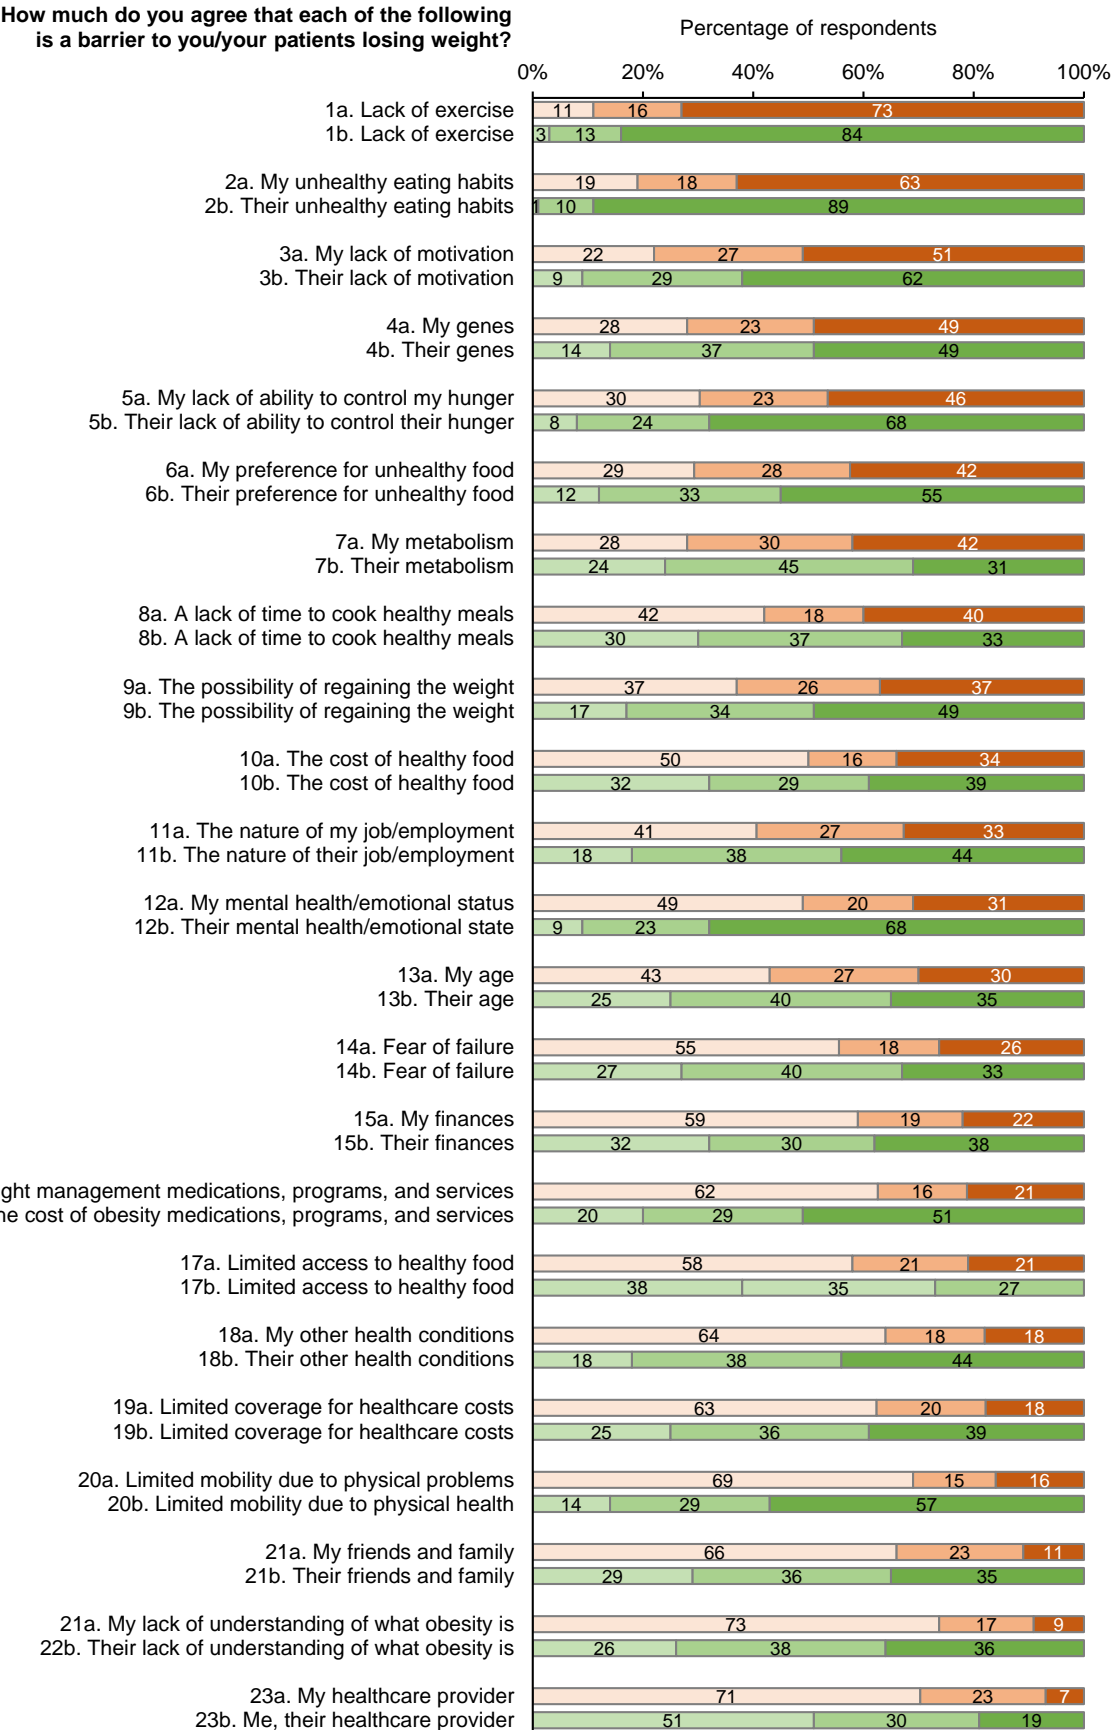 How much do you agree that each of the following
is a barrier to you/your patients losing weight?
Percentage of respondents
0% 20% 40% 60% 80% 100%
1a. Lack of exercise 11 16 73
1b. Lack of exercise 3 13 84
2a. My unhealthy eating habits 19 18 63
2b. Their unhealthy eating habits 1 10 89
3a. My lack of motivation 22 27 51
3b. Their lack of motivation 9 29 62
4a. My genes 28 23 49
4b. Their genes 14 37 49
5a. My lack of ability to control my hunger 30 23 46
5b. Their lack of ability to control their hunger 8 24 68
6a. My preference for unhealthy food 29 28 42
6b. Their preference for unhealthy food 12 33 55
7a. My metabolism 28 30 42
7b. Their metabolism 24 45 31
8a. A lack of time to cook healthy meals 42 18 40
8b. A lack of time to cook healthy meals 30 37 33
9a. The possibility of regaining the weight 37 26 37
9b. The possibility of regaining the weight 17 34 49
10a. The cost of healthy food 50 16 34
10b. The cost of healthy food 32 29 39
11a. The nature of my job/employment 41 27 33
11b. The nature of their job/employment 18 38 44
12a. My mental health/emotional status 49 20 31
12b. Their mental health/emotional state 9 23 68
13a. My age 43 27 30
13b. Their age 25 40 35
14a. Fear of failure 55 18 26
14b. Fear of failure 27 40 33
15a. My finances 59 19 22
15b. Their finances 32 30 38
ght management medications, programs, and services 62 16 21
he cost of obesity medications, programs, and services 20 29 51
17a. Limited access to healthy food 58 21 21
17b. Limited access to healthy food 38 35 27
18a. My other health conditions 64 18 18
18b. Their other health conditions 18 38 44
19a. Limited coverage for healthcare costs 63 20 18
19b. Limited coverage for healthcare costs 25 36 39
20a. Limited mobility due to physical problems 69 15 16
20b. Limited mobility due to physical health 14 29 57
21a. My friends and family 66 23 11
21b. Their friends and family 29 36 35
21a. My lack of understanding of what obesity is 73 17 9
22b. Their lack of understanding of what obesity is 26 38 36
23a. My healthcare provider 71 23 7
23b. Me, their healthcare provider 51 30 19